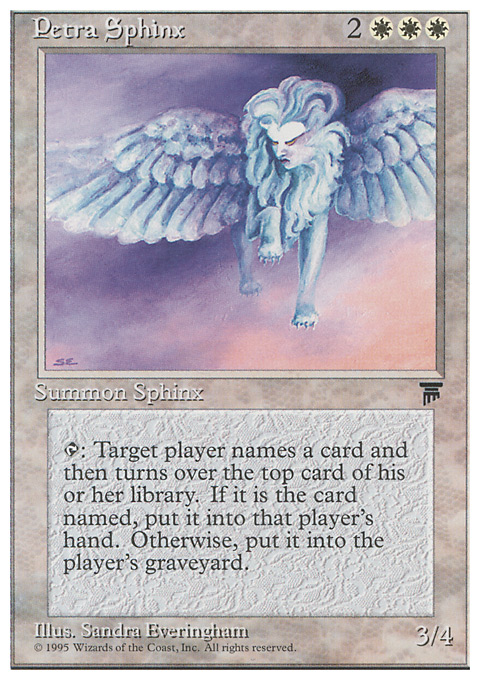 Petra Sphinx 2
SE
Summon Sphinx
: Target player names a card and
then turns over the top card of his
or her library. If it is the card
named, put it into that player's
hand. Otherwise, put it into the
player's graveyard.
Illus. Sandra Everingham
3/4
© 1995 Wizards of the Coast, Inc. All rights reserved.